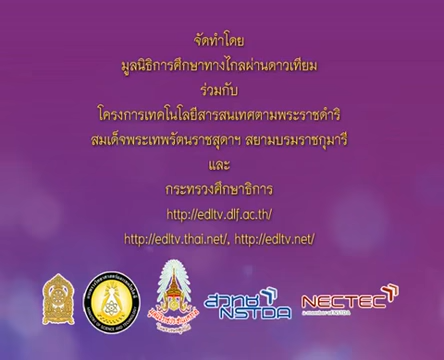 จัดทำโดย
มูลนิธิการศึกษาทางไกลผ่านดาวเทียม
ร่วมกับ
โครงการเทคโนโลยีสารสนเทศตามพระราชดำริ
สมเด็จพระเทพรัตนราชสุดาฯ สยามบรมราชกุมารี
และ
กระทรวงศึกษาธิการ
http://edltv.dlf.ac.th/
http://edltv.thai.net/, http://edltv.net/
สวทช
NSTDA
NECTEC
a member of NSTDA